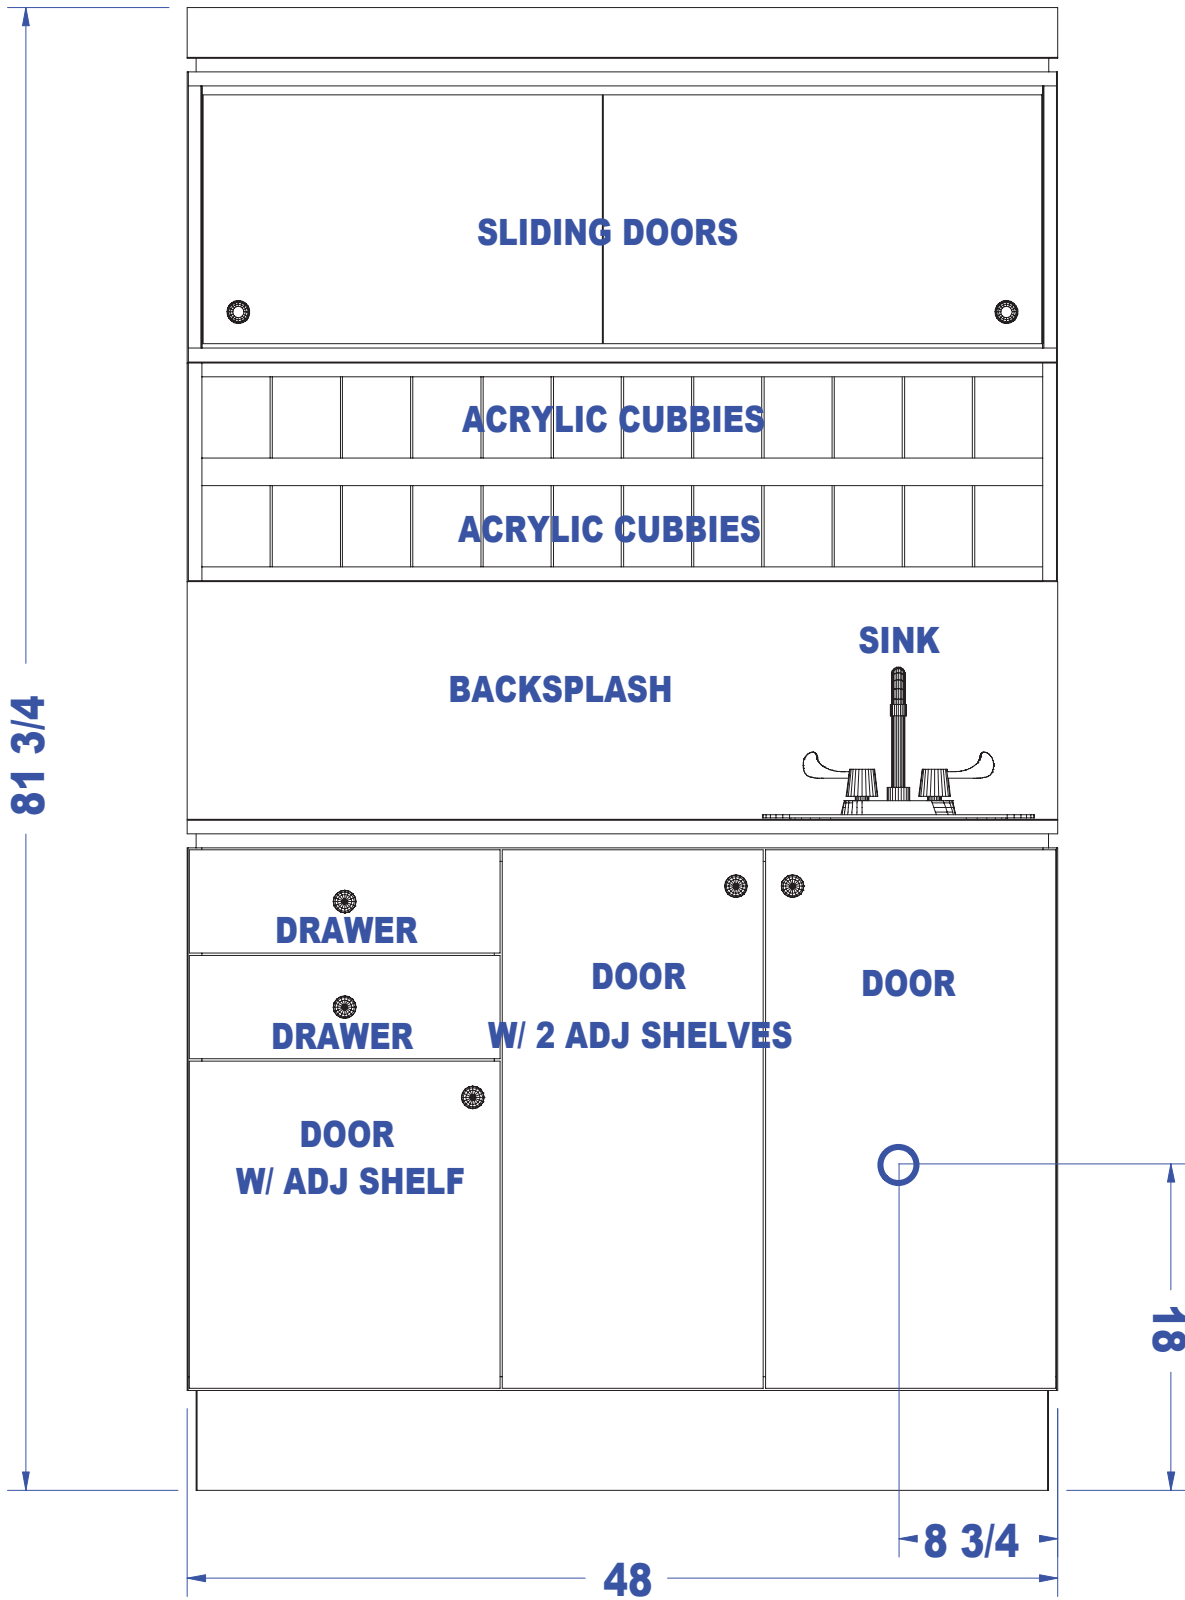 SLIDING DOORS
ACRYLIC CUBBIES
ACRYLIC CUBBIES
SINK
BACKSPLASH
81 3/4
DRAWER
DOOR
W/ 2 ADJ SHELVES
DOOR
DRAWER
DOOR
W/ ADJ SHELF
18
8 3/4
48